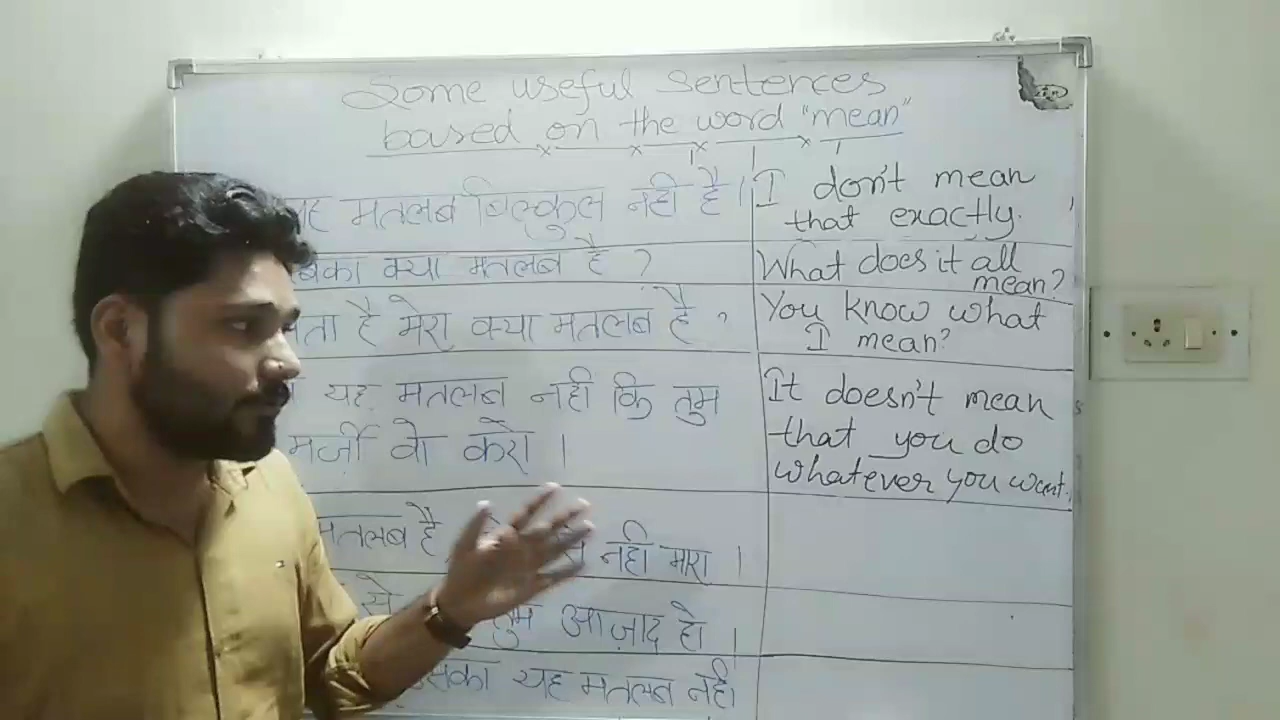 Some useful sentences
based on the word "mean"
यह मतलब बिल्कुल नही है । I don't mean
that exactly.
क्या मतलब है ? What does it all
mean?
है मेरा क्या मतलब है ? You know what
I mean?
यह मतलब नही कि तुम It doesn't mean
मर्ज़ी वो करो । that you do
whatever you want.
मतलब है नही मारा ।
से तुम आज़ाद हो ।
उसका यह मतलब नही